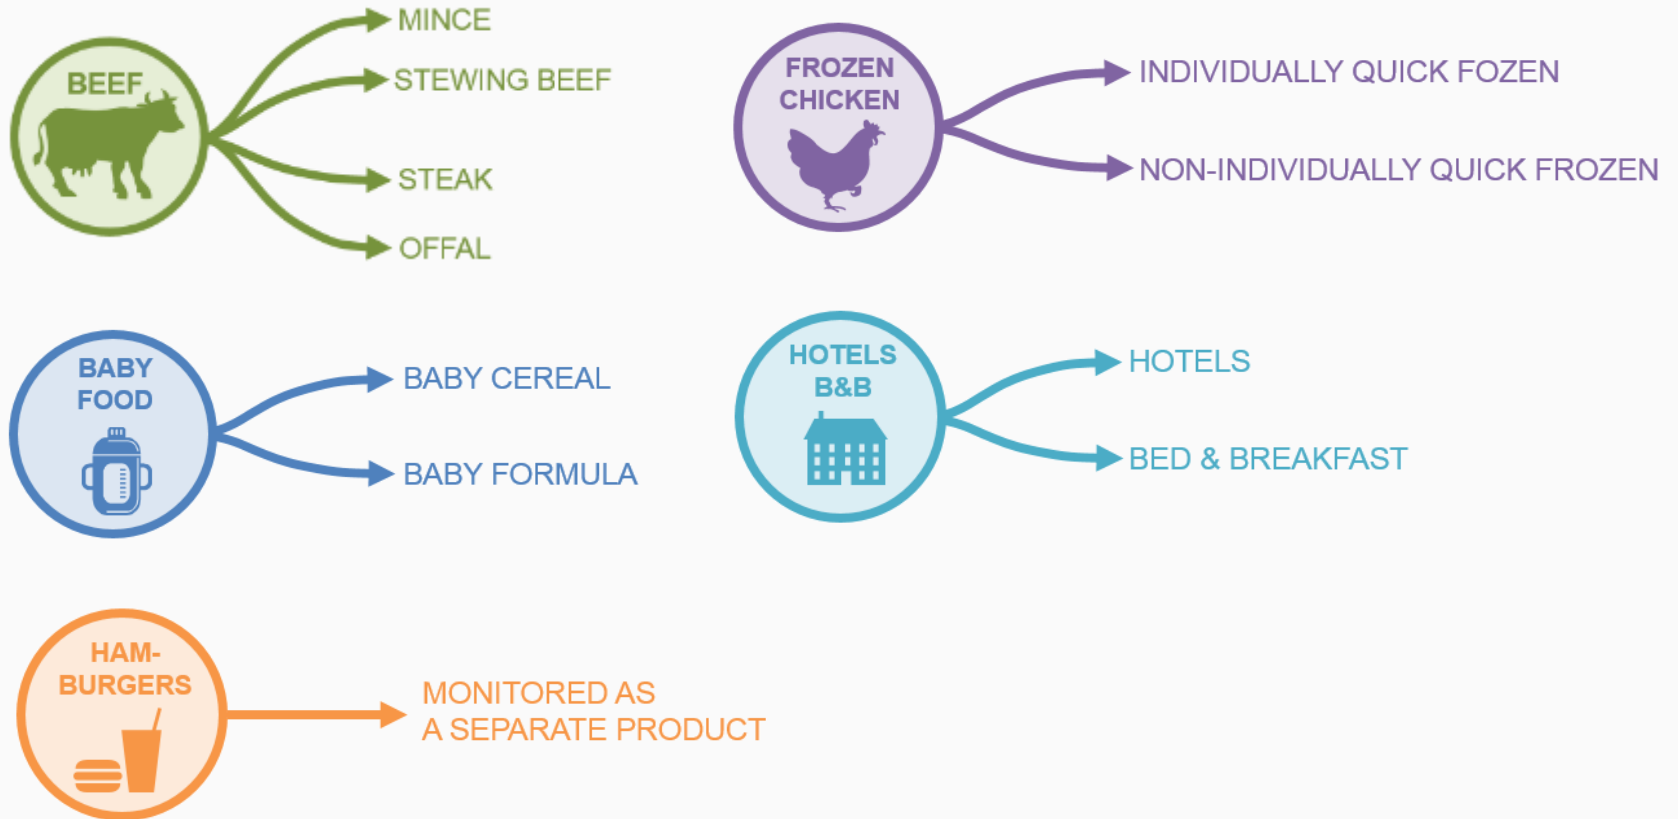 BEEF
MINCE
STEWING BEEF
STEAK
OFFAL
FROZEN
CHICKEN
INDIVIDUALLY QUICK FOZEN
NON-INDIVIDUALLY QUICK FROZEN
BABY
FOOD
BABY CEREAL
BABY FORMULA
HOTELS
B&B
HOTELS
BED & BREAKFAST
HAM-
BURGERS
MONITORED AS
A SEPARATE PRODUCT